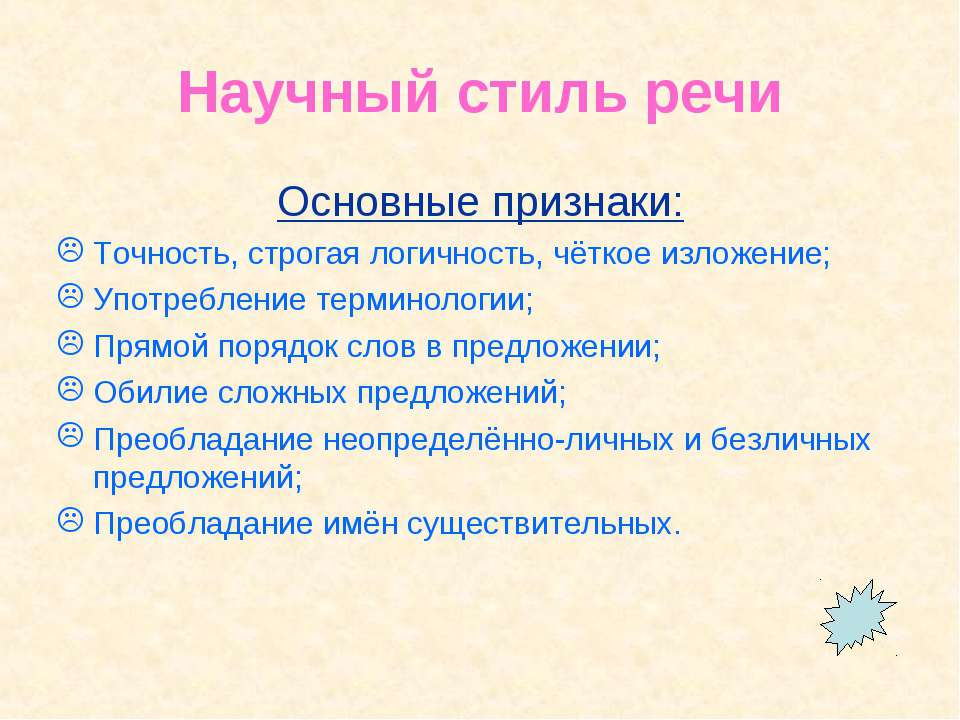 Научный стиль речи
Основные признаки:
Точность, строгая логичность, чёткое изложение;
Употребление терминологии;
Прямой порядок слов в предложении;
Обилие сложных предложений;
Преобладание неопределённо-личных и безличных
предложений;
Преобладание имён существительных.